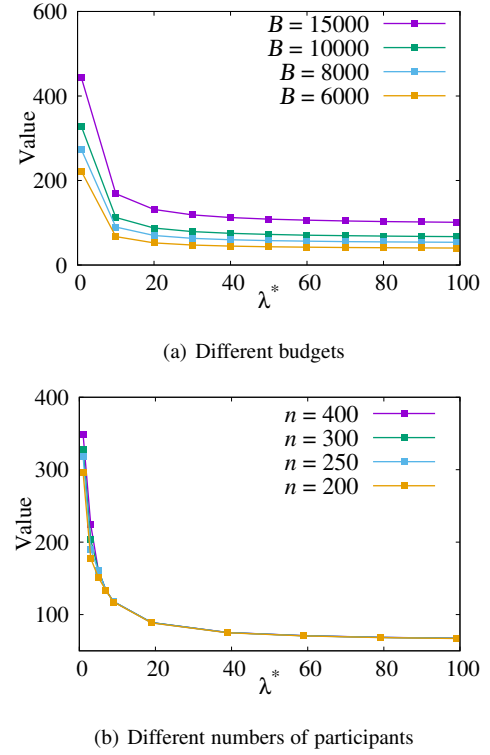 600
400
200
0
Value
B = 15000
B = 10000
B = 8000
B = 6000
0 20 40 60 80 100
λ*
(a) Different budgets
400
300
200
100
Value
n = 400
n = 300
n = 250
n = 200
0 20 40 60 80 100
λ*
(b) Different numbers of participants